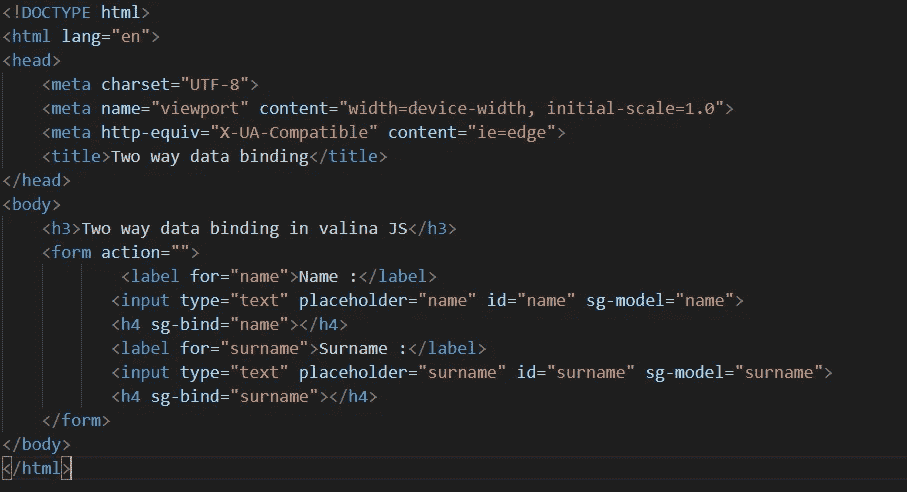 <!DOCTYPE html>
<html lang="en">
<head>
    <meta charset="UTF-8">
    <meta name="viewport" content="width=device-width, initial-scale=1.0">
    <meta http-equiv="X-UA-Compatible" content="ie=edge">
    <title>Two way data binding</title>
</head>
<body>
    <h3>Two way data binding in valina JS</h3>
    <form action="">
            <label for="name">Name :</label>
           <input type="text" placeholder="name" id="name" sg-model="name">
           <h4 sg-bind="name"></h4>
           <label for="surname">Surname :</label>
           <input type="text" placeholder="surname" id="surname" sg-model="surname">
           <h4 sg-bind="surname"></h4>
    </form>
</body>
</html>